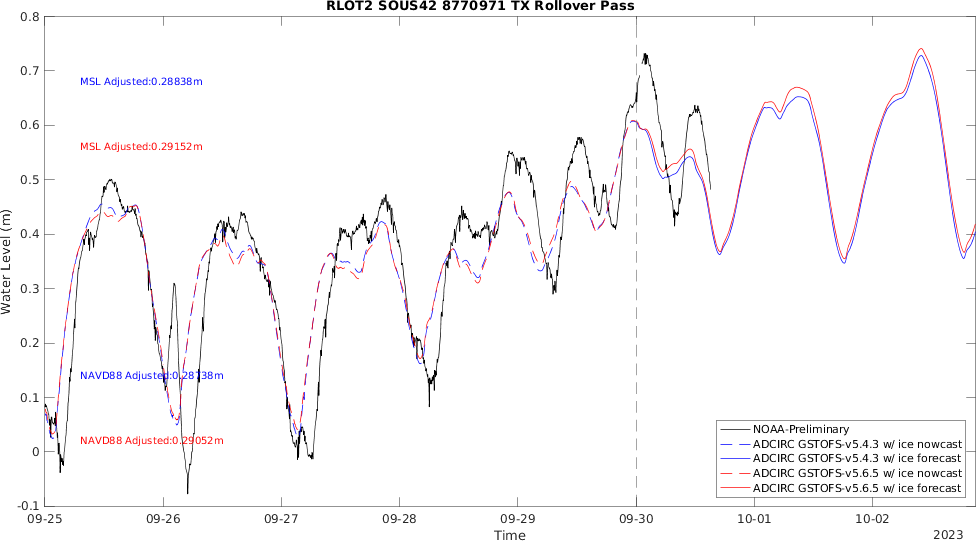 RLOT2 SOUS42 8770971 TX Rollover Pass
0.8
0.7
0.6
0.5
0.4
0.3
0.2
0.1
0
-0.1
Water Level (m)
MSL Adjusted:0.28838m
MSL Adjusted:0.29152m
NAVD88 Adjusted:0.28738m
NAVD88 Adjusted:0.29052m
NOAA-Preliminary
ADCIRC GSTOFS-v5.4.3 w/ ice nowcast
ADCIRC GSTOFS-v5.4.3 w/ ice forecast
ADCIRC GSTOFS-v5.6.5 w/ ice nowcast
ADCIRC GSTOFS-v5.6.5 w/ ice forecast
09-25 09-26 09-27 09-28 09-29 09-30 10-01 10-02
Time
2023